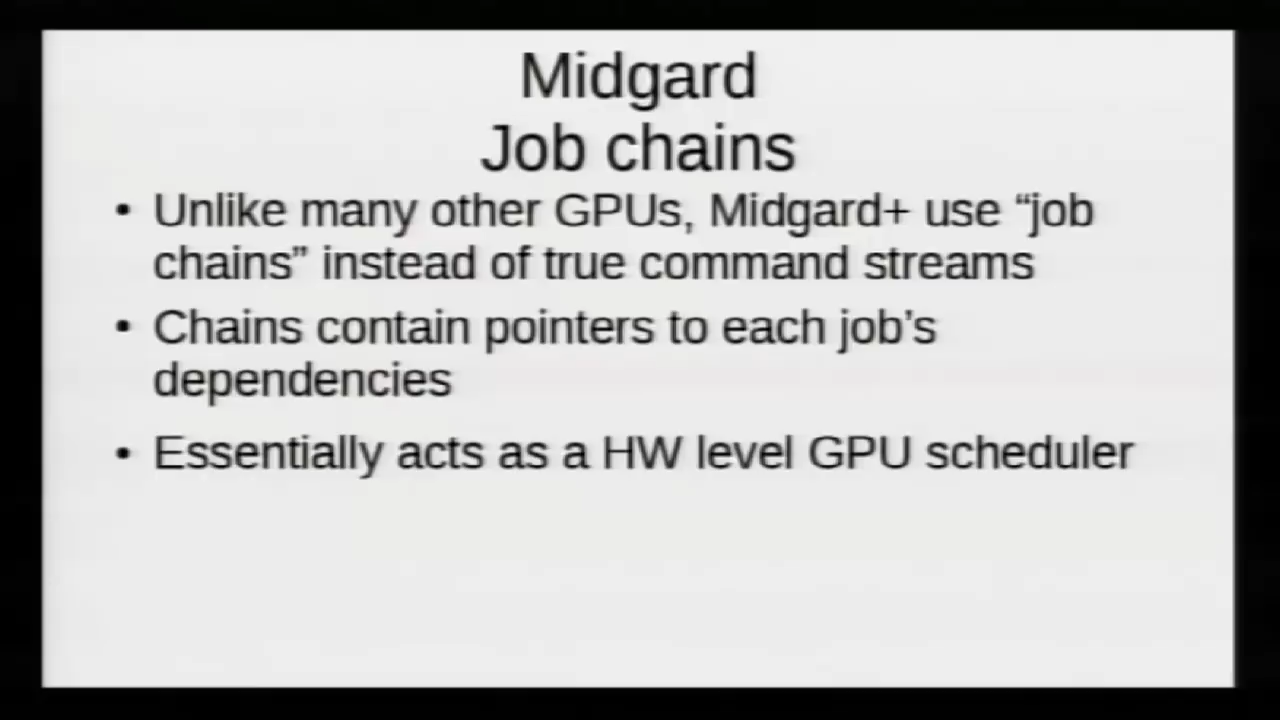 Midgard
Job chains
• Unlike many other GPUs, Midgard+ use “job
chains” instead of true command streams
• Chains contain pointers to each job’s
dependencies
• Essentially acts as a HW level GPU scheduler